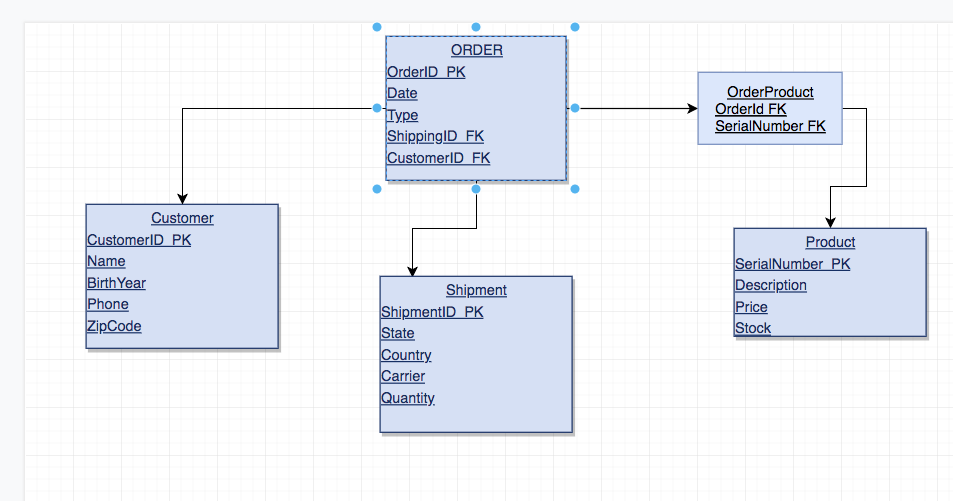 ORDER
OrderID_PK
Date
Type
ShippingID_FK
CustomerID_FK
OrderProduct
OrderId FK
SerialNumber FK
Customer
CustomerID_PK
Name
BirthYear
Phone
ZipCode
Shipment
ShipmentID_PK
State
Country
Carrier
Quantity
Product
SerialNumber_PK
Description
Price
Stock